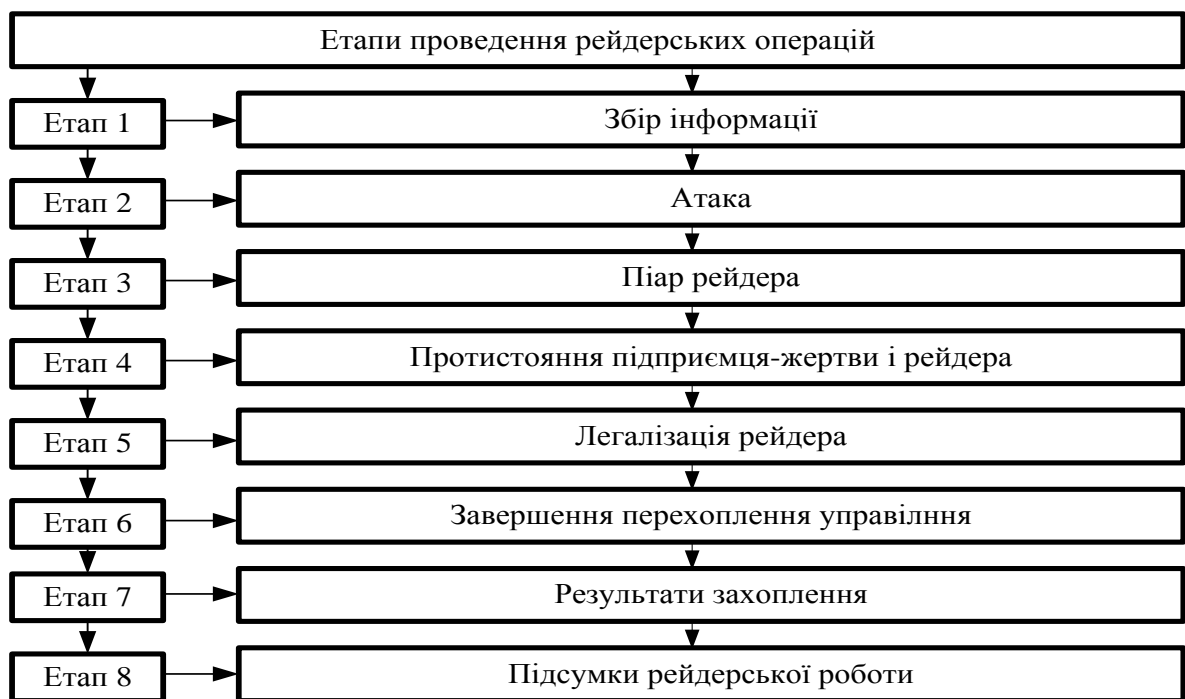 Етапи проведення рейдерських операцій
Етап 1
Збір інформації
Етап 2
Атака
Етап 3
Піар рейдера
Етап 4
Протистояння підприємця-жертви і рейдера
Етап 5
Легалізація рейдера
Етап 6
Завершення перехоплення управілння
Етап 7
Результати захоплення
Етап 8
Підсумки рейдерської роботи